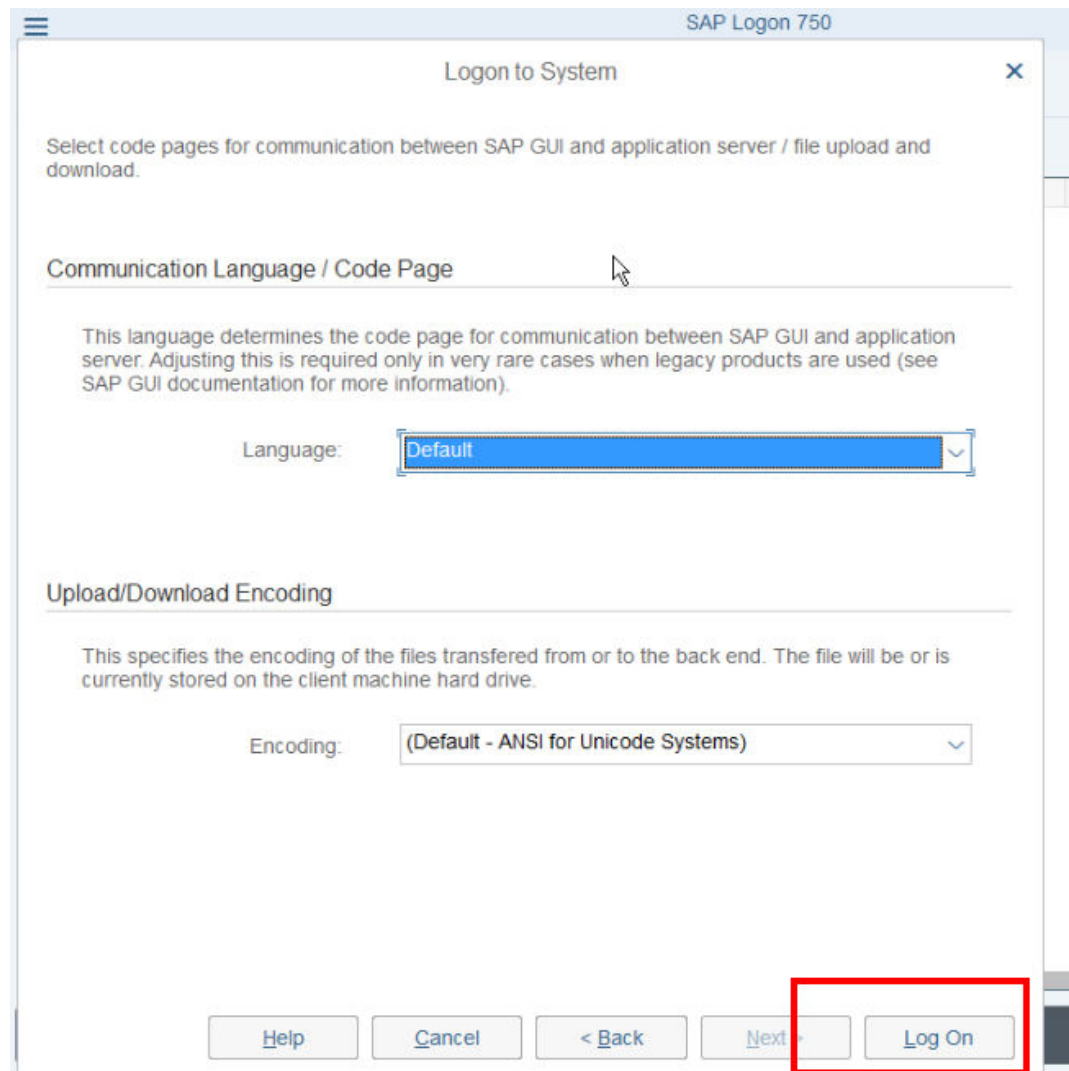 SAP Logon 750
Logon to System
Select code pages for communication between SAP GUI and application server / file upload and
download.
Communication Language / Code Page
This language determines the code page for communication between SAP GUI and application
server. Adjusting this is required only in very rare cases when legacy products are used (see
SAP GUI documentation for more information).
Language: Default
Upload/Download Encoding
This specifies the encoding of the files transfered from or to the back end. The file will be or is
currently stored on the client machine hard drive.
Encoding: (Default - ANSI for Unicode Systems)
Help Cancel < Back Next > Log On